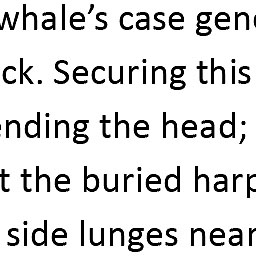 whale’s case gene
ck. Securing this
ending the head;
t the buried harp
side lunges near